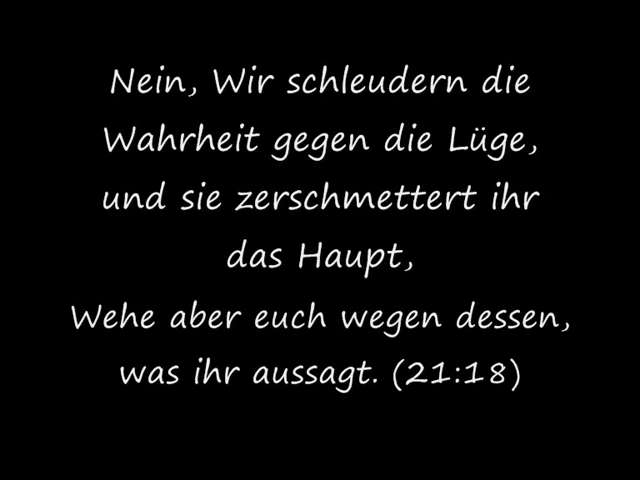 Nein, Wir schleudern die
Wahrheit gegen die Lüge,
und sie zerschmettert ihr
das Haupt,
Wehe aber euch wegen dessen,
was ihr aussagt. (21:18)